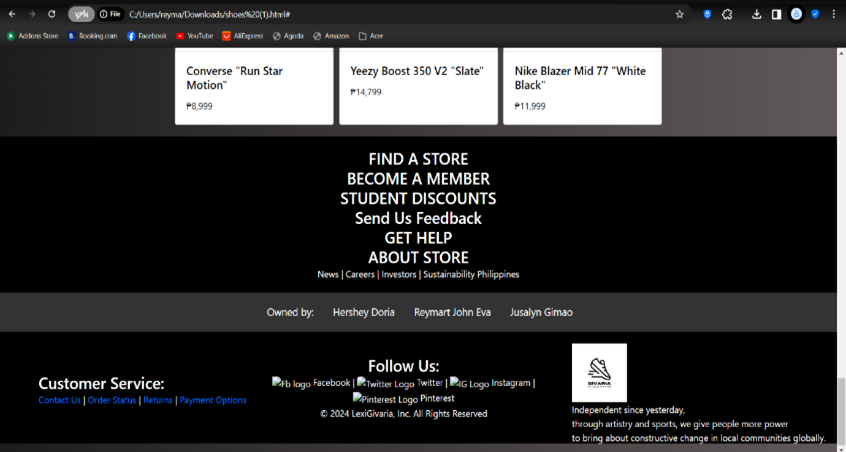 VPN
File
C:/Users/reyma/Downloads/shoes%20(1).html#
Addons Store
Booking.com
Facebook
YouTube
AliExpress
Agoda
Amazon
Acer
Converse "Run Star
Motion"
₱8,999
Yeezy Boost 350 V2 "Slate"
₱14,799
Nike Blazer Mid 77 "White
Black"
₱11,999
FIND A STORE
BECOME A MEMBER
STUDENT DISCOUNTS
Send Us Feedback
GET HELP
ABOUT STORE
News | Careers | Investors | Sustainability Philippines
Owned by: Hershey Doria Reymart John Eva Jusalyn Gimao
Customer Service:
Contact Us | Order Status | Returns | Payment Options
Follow Us:
Fb logo Facebook | Twitter Logo Twitter | IG Logo Instagram |
Pinterest Logo Pinterest
© 2024 LexiGivaria, Inc. All Rights Reserved
GIVARIA
Independent since yesterday,
through artistry and sports, we give people more power
to bring about constructive change in local communities globally.